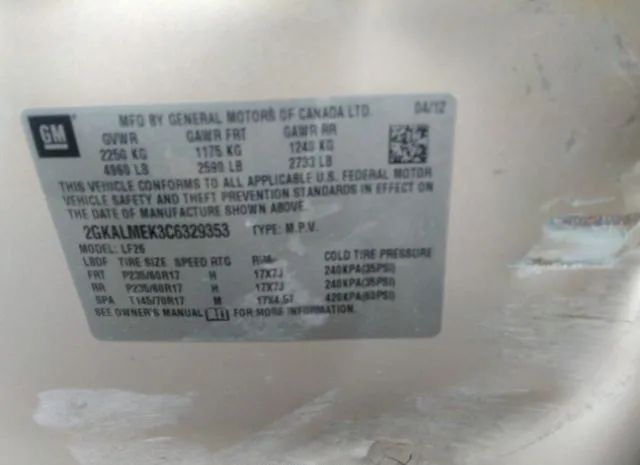 GM
MFG BY GENERAL MOTORS OF CANADA LTD. 04/12
GVWR GAWR FRT GAWR RR
2250 KG 1175 KG 1240 KG
4960 LB 2590 LB 2733 LB
THIS VEHICLE CONFORMS TO ALL APPLICABLE U.S. FEDERAL MOTOR
VEHICLE SAFETY AND THEFT PREVENTION STANDARDS IN EFFECT ON
THE DATE OF MANUFACTURE SHOWN ABOVE.
2GKALMEK3C6329353 TYPE: M.P.V.
MODEL: LF26
LBDF TIRE SIZE SPEED RTG RIM COLD TIRE PRESSURE
FRT P235/60R17 H 17X7J 240KPA(35PSI)
RR P235/60R17 H 17X7J 240KPA(35PSI)
SPA T145/70R17 M 17X4.5T 420KPA(60PSI)
SEE OWNER'S MANUAL FOR MORE INFORMATION.